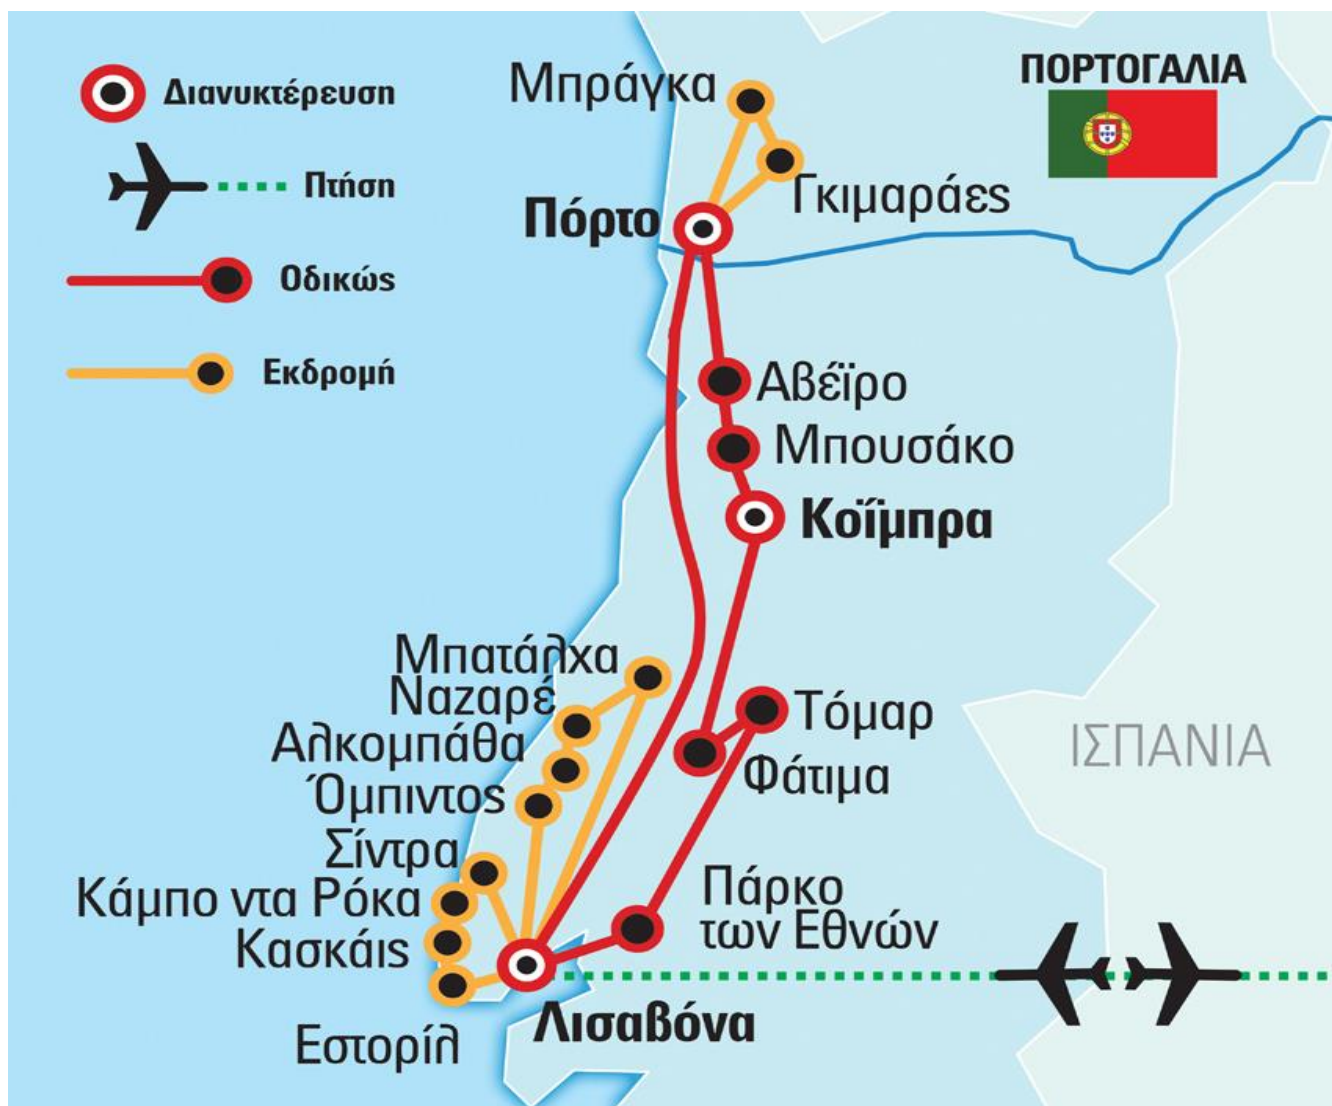 Διανυκτέρευση
Πτήση
Οδικώς
Εκδρομή
ΠΟΡΤΟΓΑΛΙΑ
Μπράγκα
Γκιμαράες
Πόρτο
Αβέϊρο
Μπουσάκο
Κοΐμπρα
Μπατάλχα
Ναζαρέ
Αλκομπάθα
Όμπιντος
Σίντρα
Κάμπο ντα Ρόκα
Κασκάις
Εστορίλ
Τόμαρ
Φάτιμα
ΙΣΠΑΝΙΑ
Πάρκο
των Εθνών
Λισαβόνα